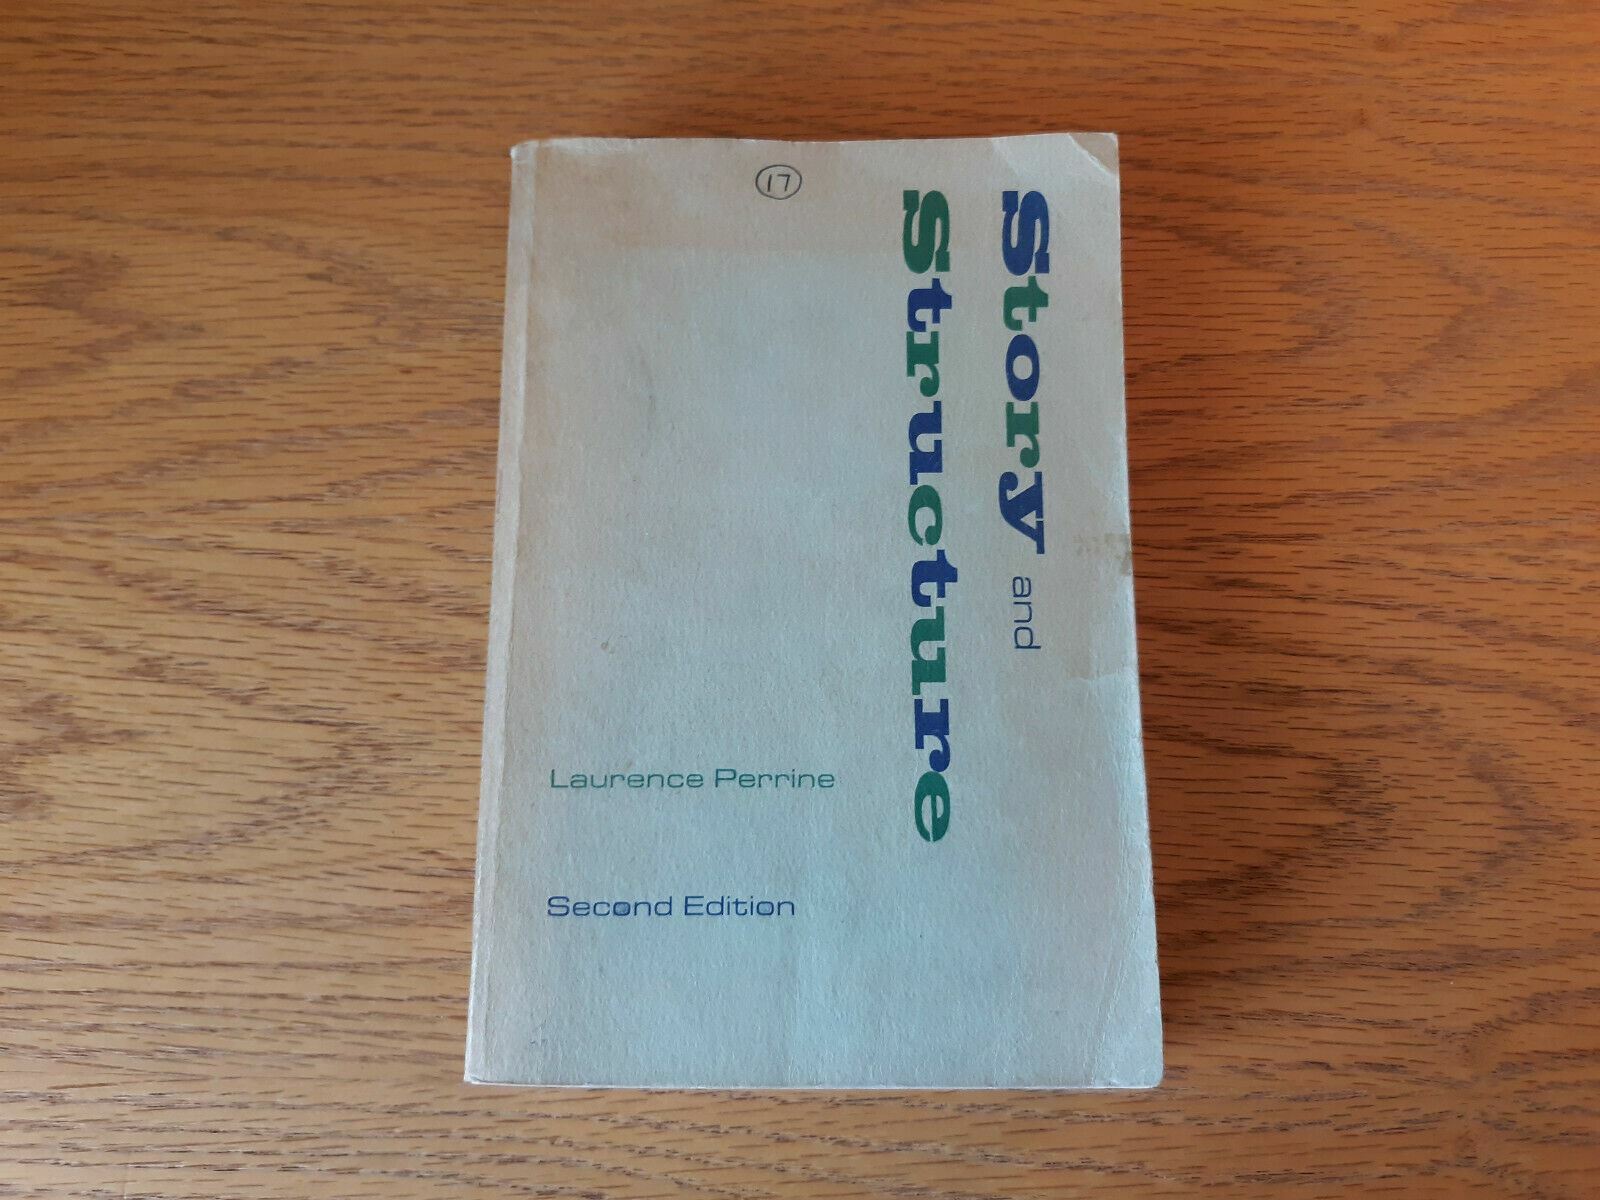 17
Story and
Structure
Laurence Perrine
Second Edition